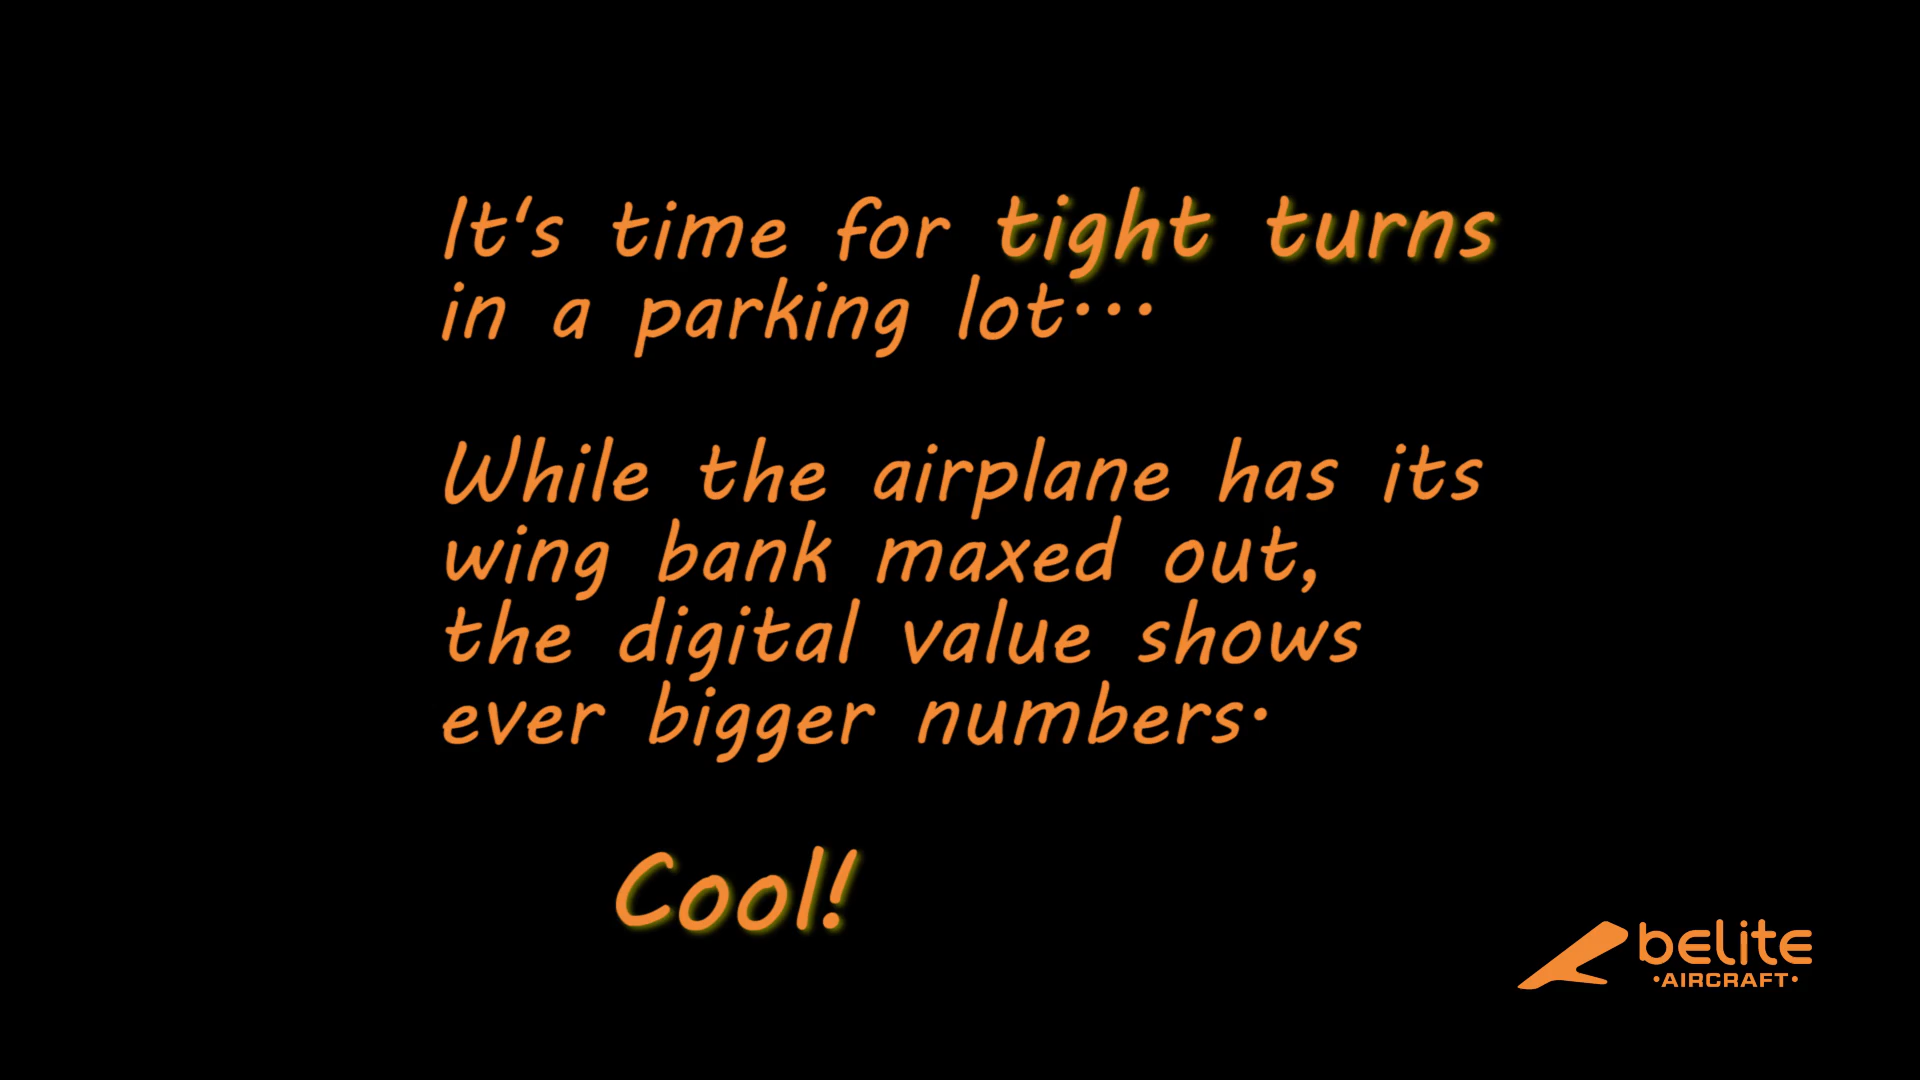 It's time for tight turns
in a parking lot...
While the airplane has its
wing bank maxed out,
the digital value shows
ever bigger numbers.
Cool!
belite
•AIRCRAFT•